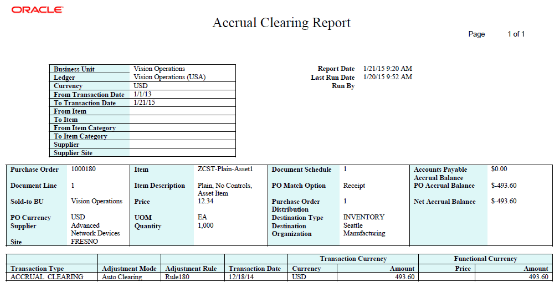 ORACLE
Accrual Clearing Report
Page 1 of 1
Business Unit Vision Operations
Ledger Vision Operations (USA)
Currency USD
From Transaction Date 1/1/13
To Transaction Date 1/21/15
From Item
To Item
From Item Category
To Item Category
Supplier
Supplier Site
Report Date 1/21/15 9:20 AM
Last Run Date 1/20/15 9:52 AM
Run By
Purchase Order 1000180 Item ZCST-Plain-Asset1 Document Schedule 1 Accounts Payable $0.00
Accrual Balance
Document Line 1 Item Description Plain, No Controls, PO Match Option Receipt PO Accrual Balance $-493.60
Asset Item
Sold-to BU Vision Operations Price 12.34 Purchase Order 1 Net Accrual Balance $-493.60
Distribution
PO Currency USD UOM EA Destination Type INVENTORY
Supplier Advanced Quantity 1,000 Destination Seattle
Network Devices Organization Manufacturing
Site FRESNO
Transaction Currency Functional Currency
Transaction Type Adjustment Mode Adjustment Rule Transaction Date Currency Amount Price Amount
ACCRUAL CLEARING Auto Clearing Rule180 12/18/14 USD 493.60 493.60